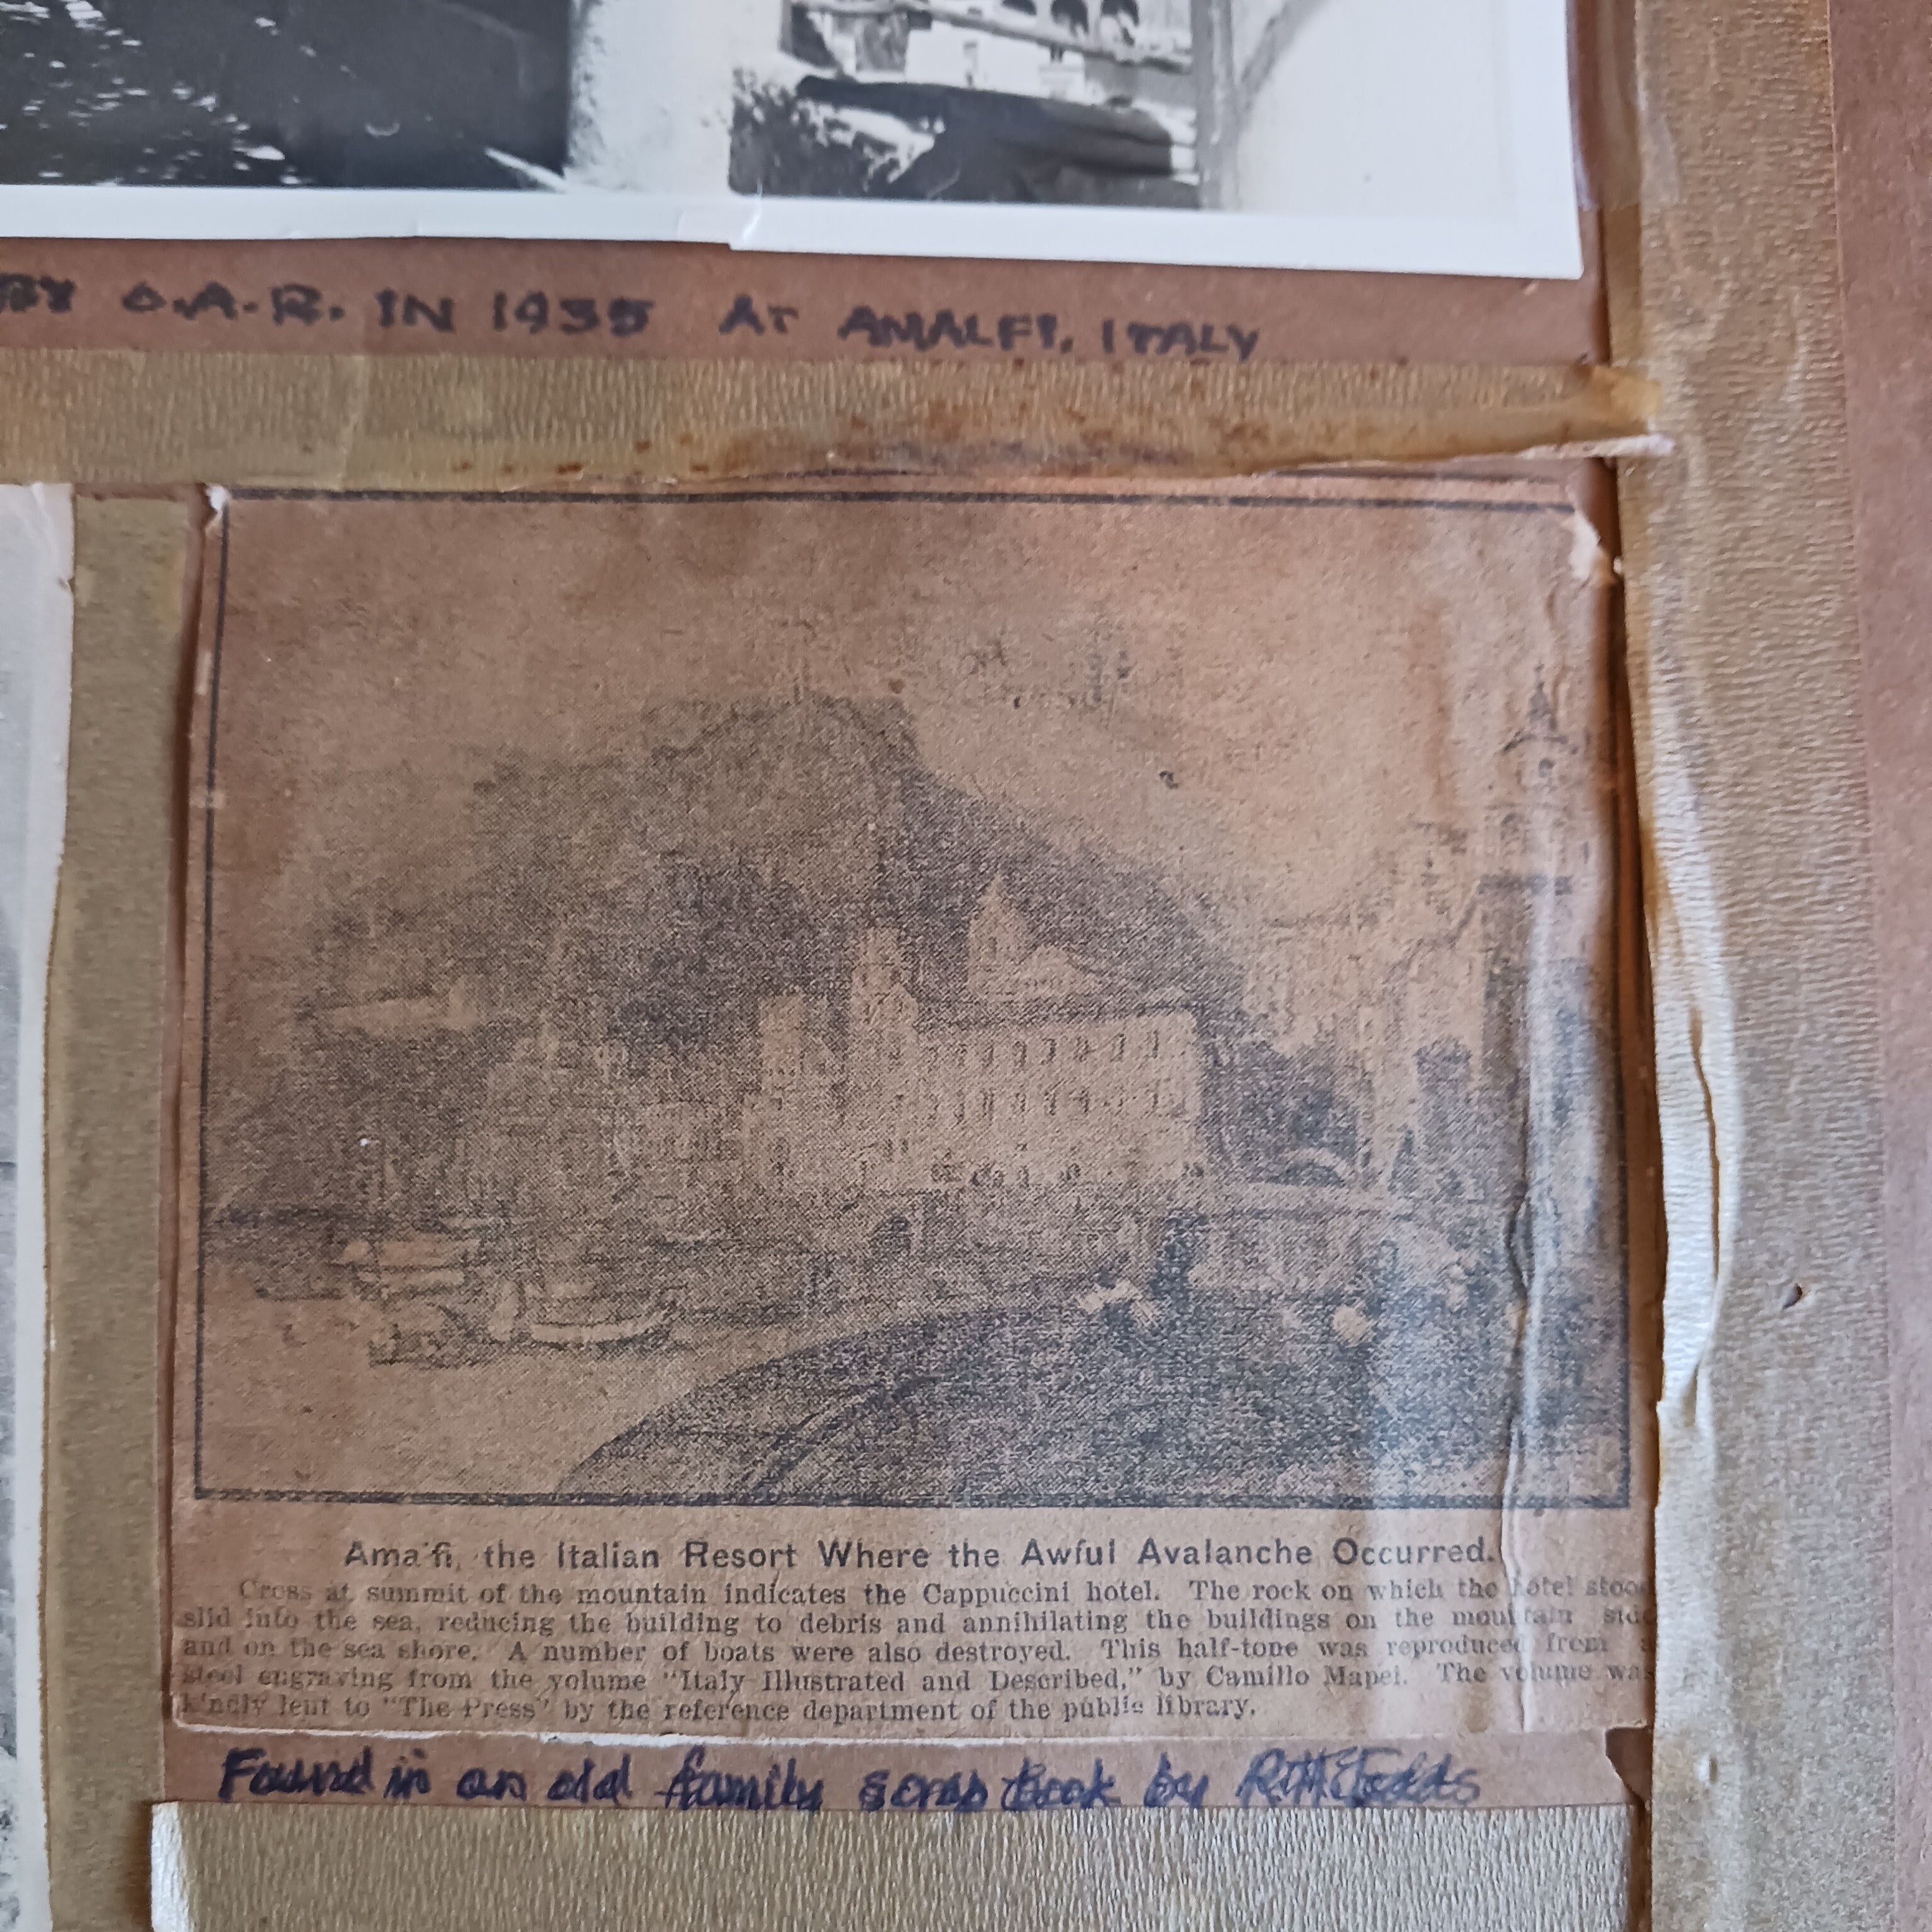 BY O.A.R. IN 1935 AT AMALFI, ITALY
Ama fi, the Italian Resort Where the Awful Avalanche Occurred.
Cross at summit of the mountain indicates the Cappuccini hotel. The rock on which the hotel stoo
slid into the sea, reducing the building to debris and annihilating the buildings on the mountain sid
and on the sea shore. A number of boats were also destroyed. This half-tone was reproduced from a
steel engraving from the volume "Italy Illustrated and Described," by Camillo Mapei. The volume wa
kindly lent to "The Press" by the reference department of the public library.
Found in an old family scrap book by